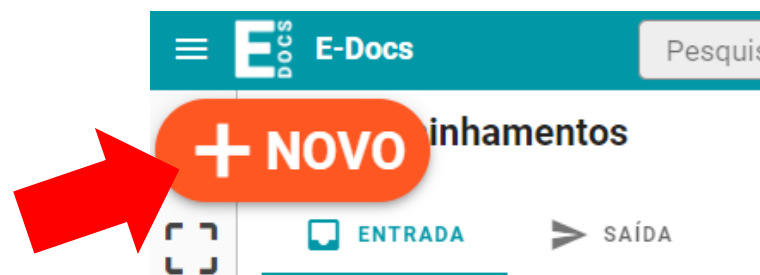 E DOCS E-Docs Pesquis
+ NOVO inhamentos
ENTRADA SAÍDA